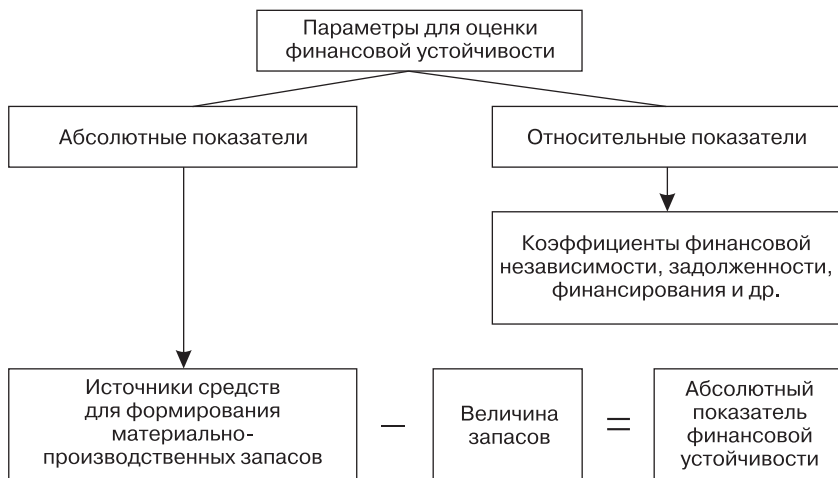 Параметры для оценки
финансовой устойчивости
Абсолютные показатели
Относительные показатели
Коэффициенты финансовой
независимости, задолженности,
финансирования и др.
Источники средств
для формирования
материально-
производственных запасов
–
Величина
запасов
=
Абсолютный
показатель
финансовой
устойчивости